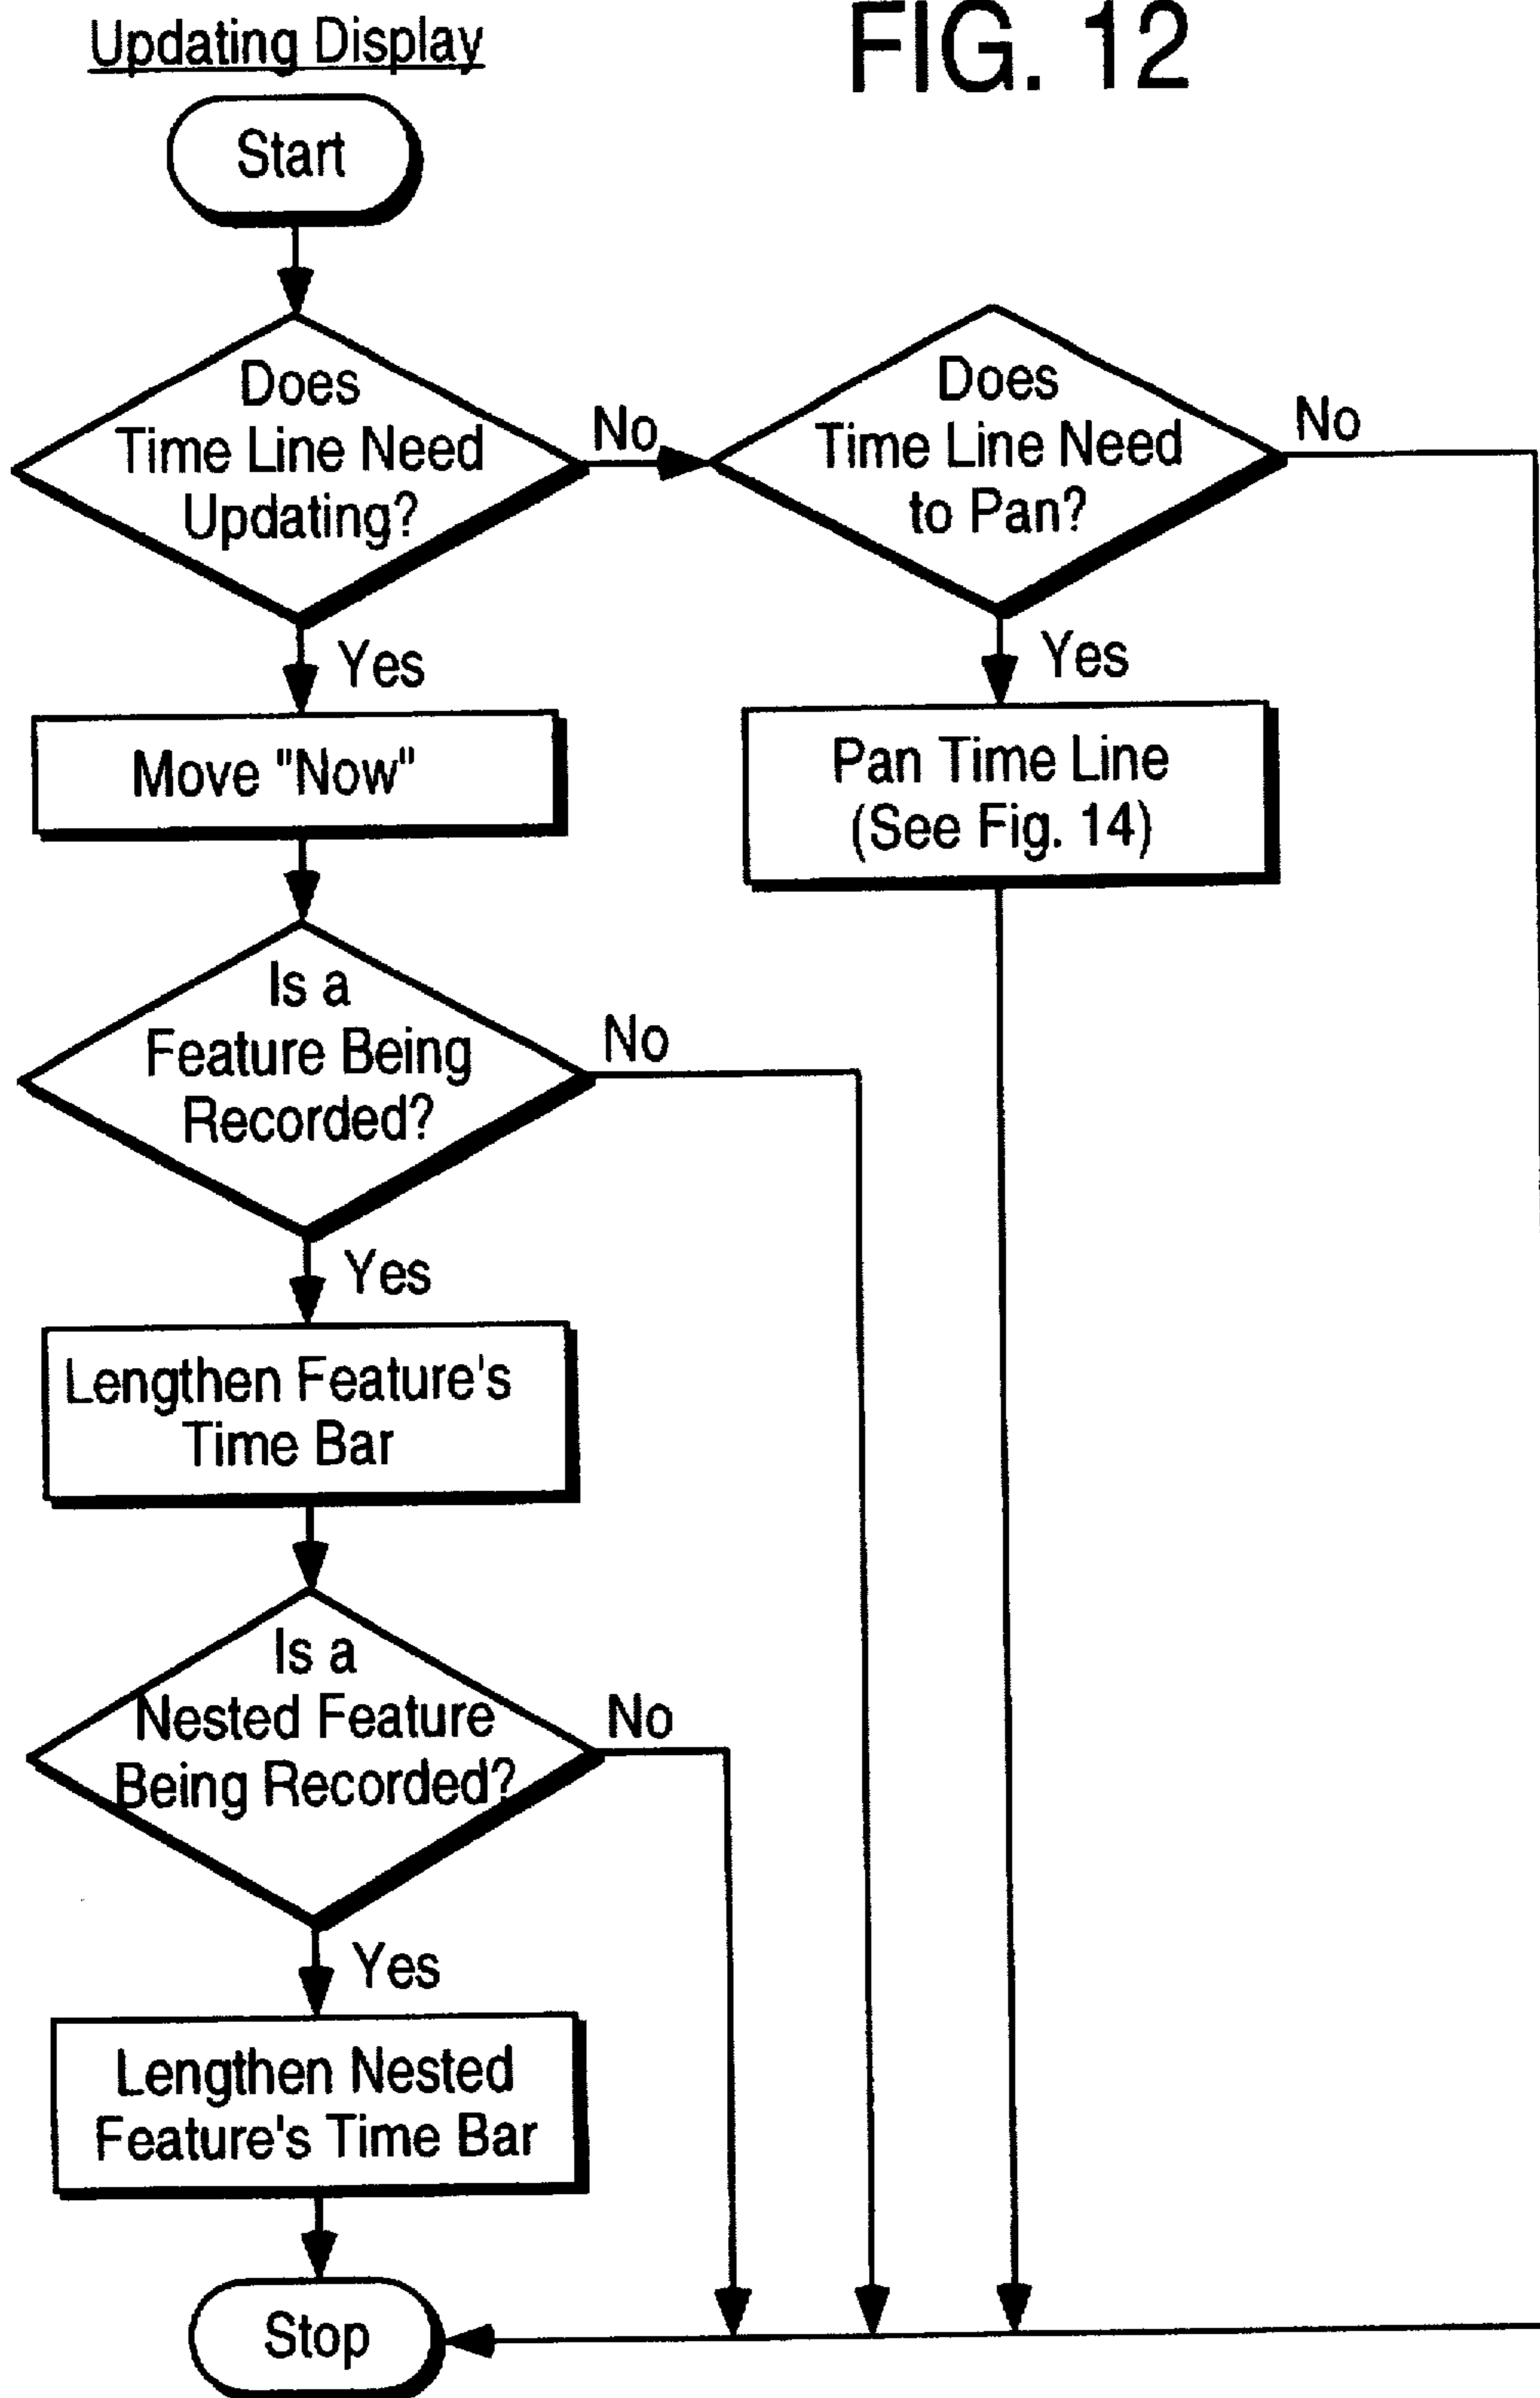 Updating Display
FIG. 12
Start
Does
Time Line Need
Updating?
No
Does
Time Line Need
to Pan?
No
Yes
Yes
Move "Now"
Pan Time Line
(See Fig. 14)
Is a
Feature Being
Recorded?
No
Yes
Lengthen Feature's
Time Bar
Is a
Nested Feature
Being Recorded?
No
Yes
Lengthen Nested
Feature's Time Bar
Stop